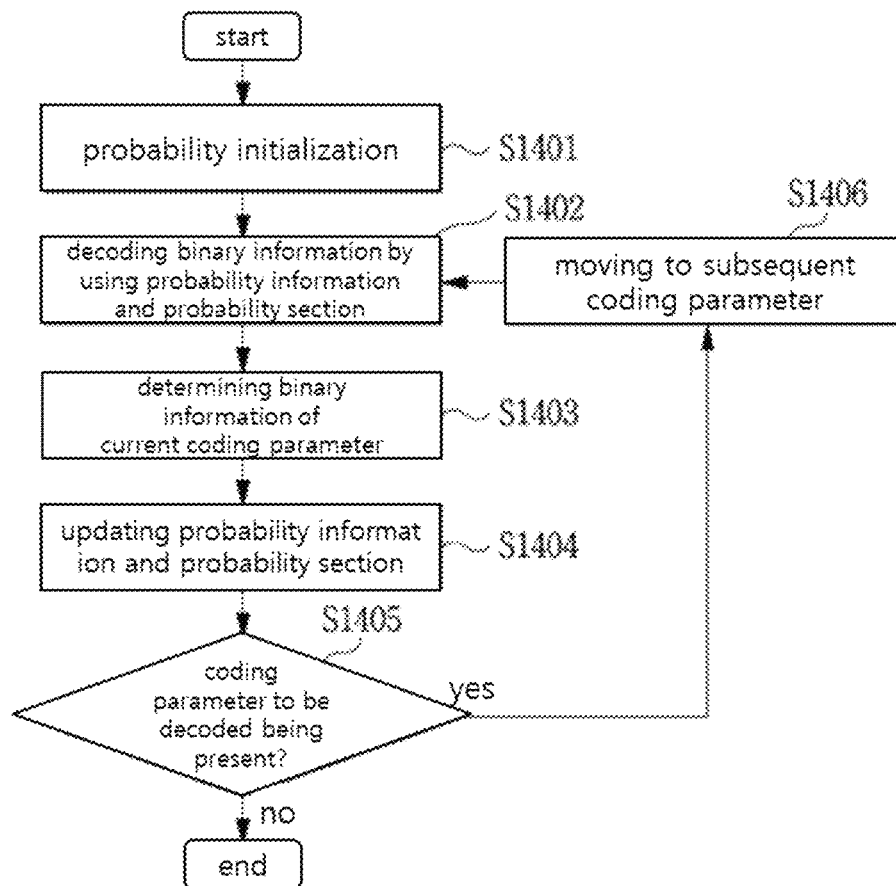 start
probability initialization
S1401
S1402
decoding binary information by
using probability information
and probability section
S1406
moving to subsequent
coding parameter
determining binary
information of
current coding parameter
S1403
updating probability informat
ion and probability section
S1404
S1405
coding
parameter to be
decoded being
present?
yes
no
end